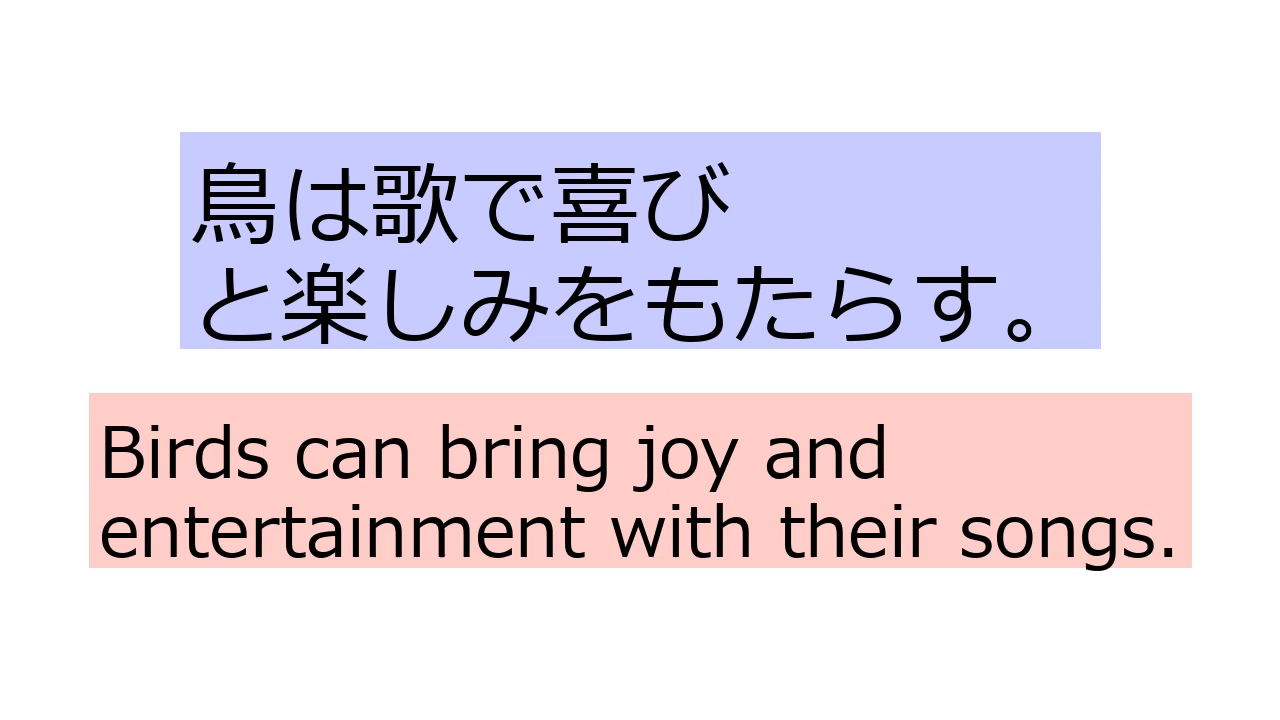 鳥は歌で喜び
と楽しみをもたらす。
Birds can bring joy and
entertainment with their songs.